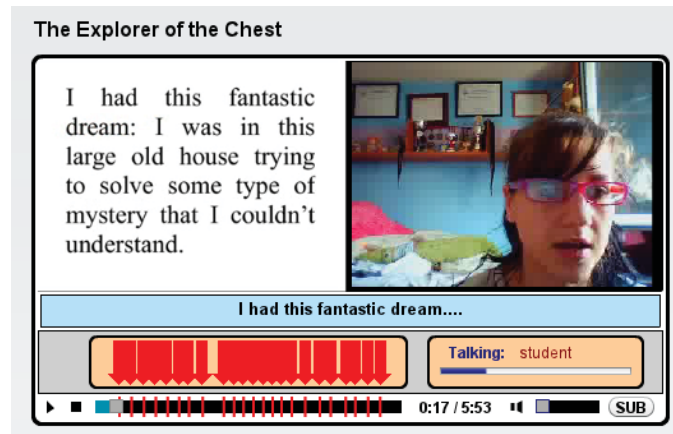 The Explorer of the Chest
I had this fantastic
dream: I was in this
large old house trying
to solve some type of
mystery that I couldn't
understand.
I had this fantastic dream....
Talking: student
0:17 / 5:53
SUB